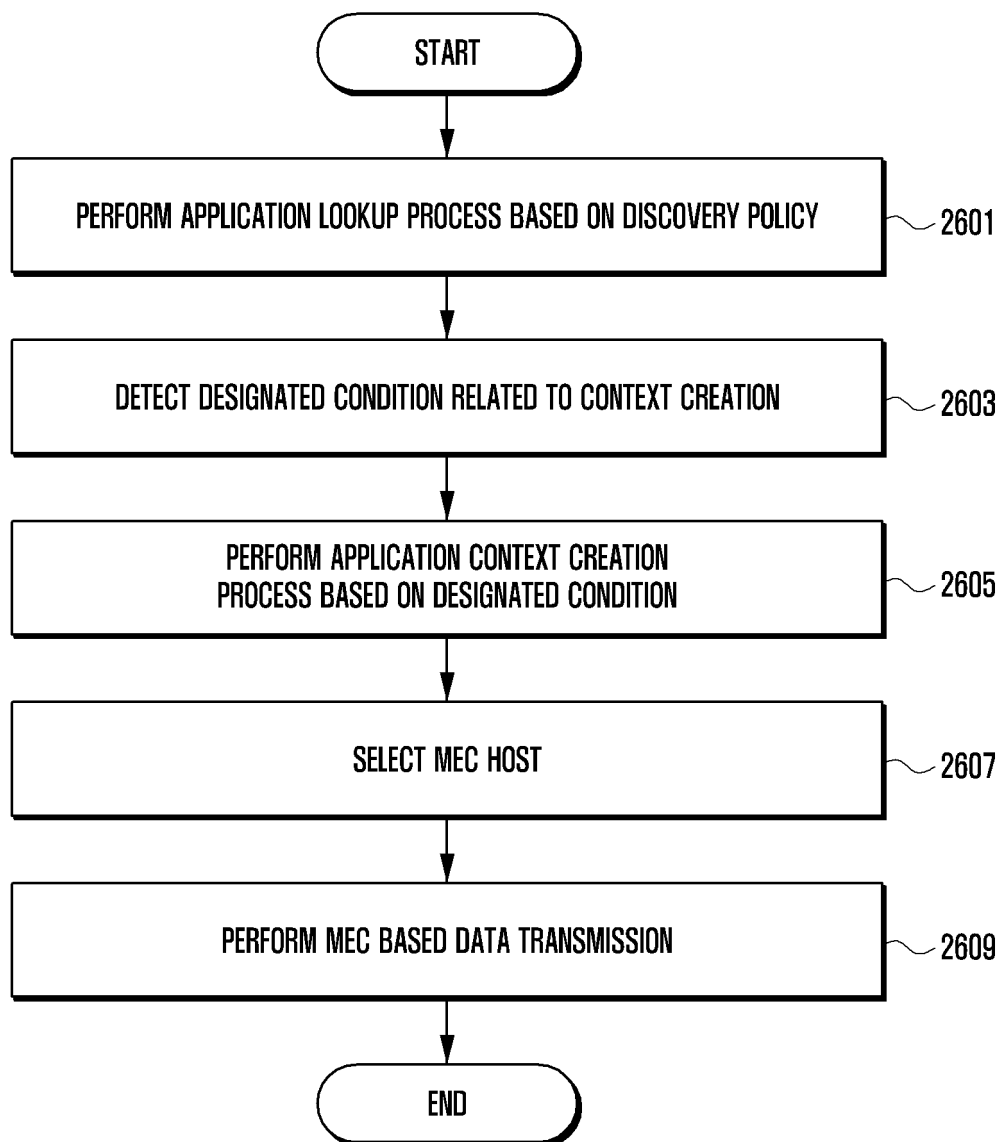 START
PERFORM APPLICATION LOOKUP PROCESS BASED ON DISCOVERY POLICY
2601
DETECT DESIGNATED CONDITION RELATED TO CONTEXT CREATION
2603
PERFORM APPLICATION CONTEXT CREATION
PROCESS BASED ON DESIGNATED CONDITION
2605
SELECT MEC HOST
2607
PERFORM MEC BASED DATA TRANSMISSION
2609
END